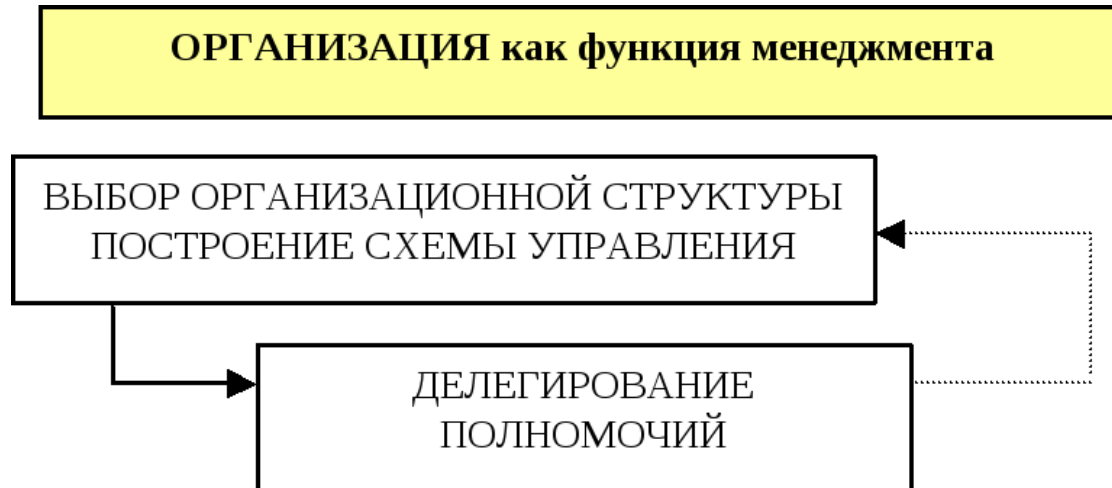 ОРГАНИЗАЦИЯ как функция менеджмента
ВЫБОР ОРГАНИЗАЦИОННОЙ СТРУКТУРЫ
ПОСТРОЕНИЕ СХЕМЫ УПРАВЛЕНИЯ
ДЕЛЕГИРОВАНИЕ
ПОЛНОМОЧИЙ